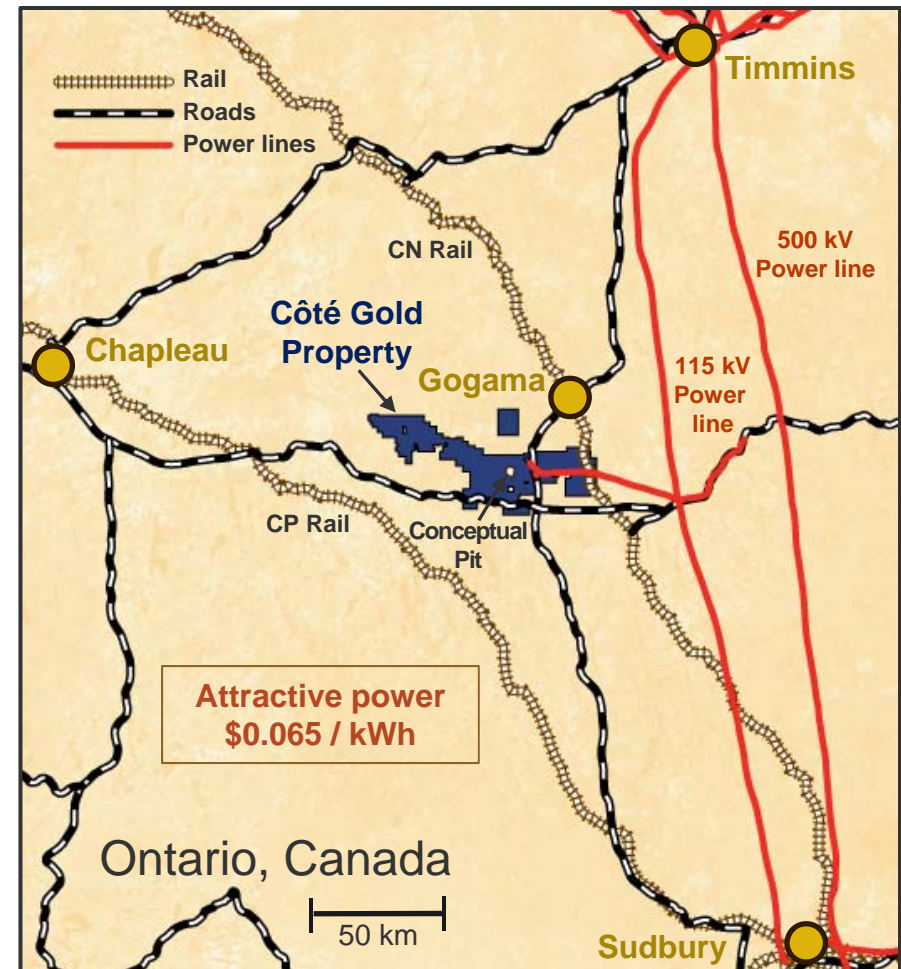 Timmins
Rail
Roads
Power lines
CN Rail
500 kV
Power line
Côté Gold
Property
Chapleau
Gogama
115 kV
Power
line
CP Rail
Conceptual
Pit
Attractive power
$0.065 / kWh
Ontario, Canada
50 km
Sudbury